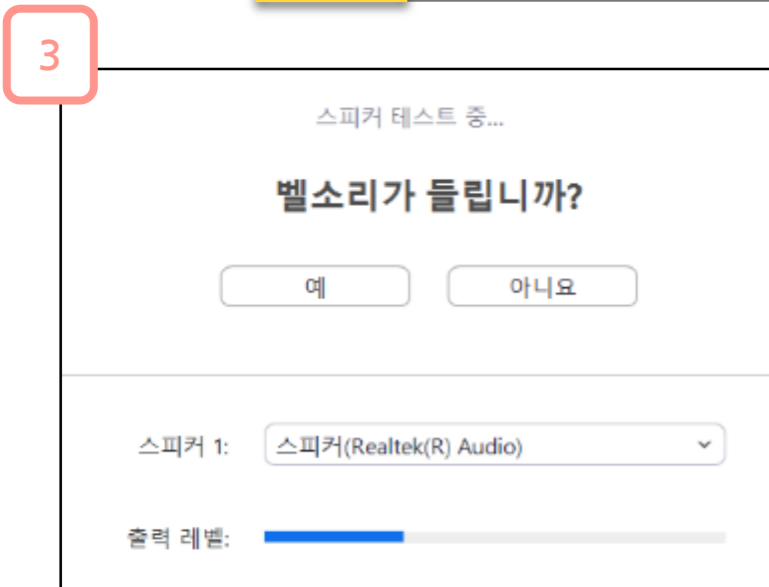 3
스피커 테스트 중...
벨소리가 들립니까?
예 아니요
스피커 1: 스피커(Realtek(R) Audio)
출력 레벨: